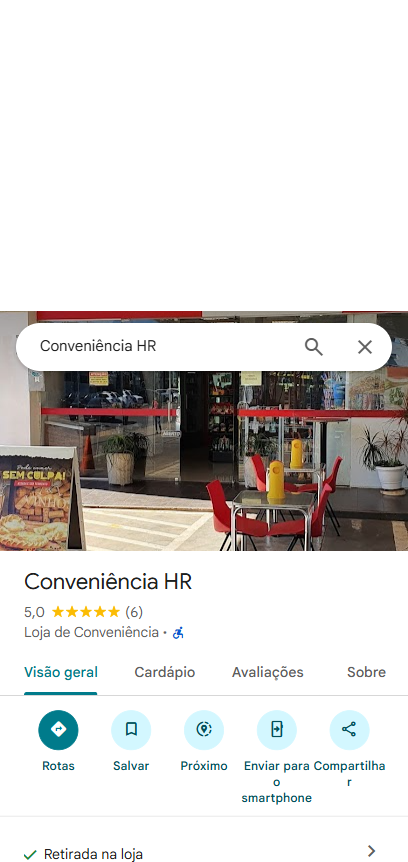 Conveniência HR
Pode comer
SEM CULPA!
Conveniência HR
5,0 (6)
Loja de Conveniência ·
Visão geral Cardápio Avaliações Sobre
Rotas Salvar Próximo Enviar para o smartphone Compartilhar
Retirada na loja